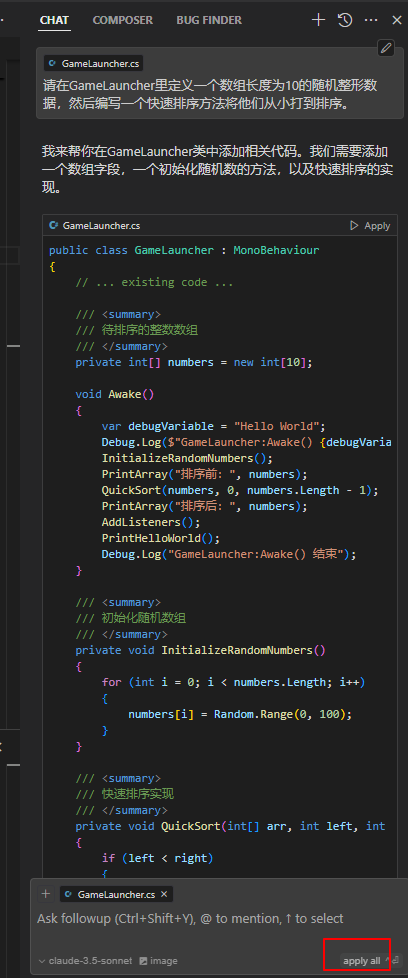 CHAT COMPOSER BUG FINDER
GameLauncher.cs
请在GameLauncher里定义一个数组长度为10的随机整形数
据，然后编写一个快速排序方法将他们从小打到排序。
我来帮你在GameLauncher类中添加相关代码。我们需要添加
一个数组字段，一个初始化随机数的方法，以及快速排序的实
现。
GameLauncher.cs Apply
public class GameLauncher : MonoBehaviour
{
// ... existing code ...
/// <summary>
/// 待排序的整数数组
/// </summary>
private int[] numbers = new int[10];
void Awake()
{
var debugVariable = "Hello World";
Debug.Log($"GameLauncher:Awake() {debugVaria
InitializeRandomNumbers();
PrintArray("排序前: ", numbers);
QuickSort(numbers, 0, numbers.Length - 1);
PrintArray("排序后: ", numbers);
AddListeners();
PrintHelloWorld();
Debug.Log("GameLauncher:Awake() 结束");
}
/// <summary>
/// 初始化随机数组
/// </summary>
private void InitializeRandomNumbers()
{
for (int i = 0; i < numbers.Length; i++)
{
numbers[i] = Random.Range(0, 100);
}
}
/// <summary>
/// 快速排序实现
/// </summary>
private void QuickSort(int[] arr, int left, int
{
if (left < right)
{
+ GameLauncher.cs ×
Ask followup (Ctrl+Shift+Y), @ to mention, ↑ to select
claude-3.5-sonnet image apply all